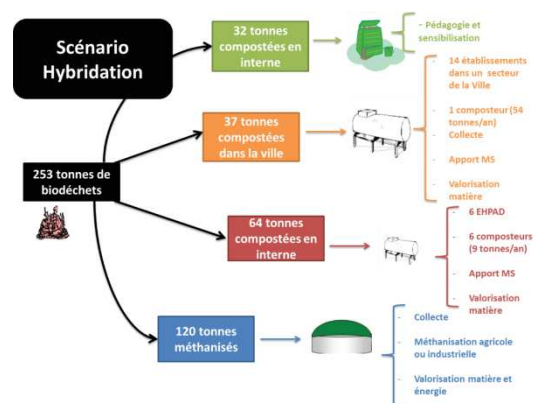 Scénario
Hybridation
253 tonnes de
biodéchets
32 tonnes
compostées en
interne
- Pédagogie et
sensibilisation
37 tonnes
compostées
dans la ville
- 14 établissements
dans un secteur
de la Ville
- 1 composteur (54
tonnes/an)
- Collecte
- Apport MS
- Valorisation
matière
64 tonnes
compostées en
interne
- 6 EHPAD
- 6 composteurs
(9 tonnes/an)
- Apport MS
- Valorisation
matière
120 tonnes
méthanisés
- Collecte
- Méthanisation agricole
ou industrielle
- Valorisation matière et
énergie